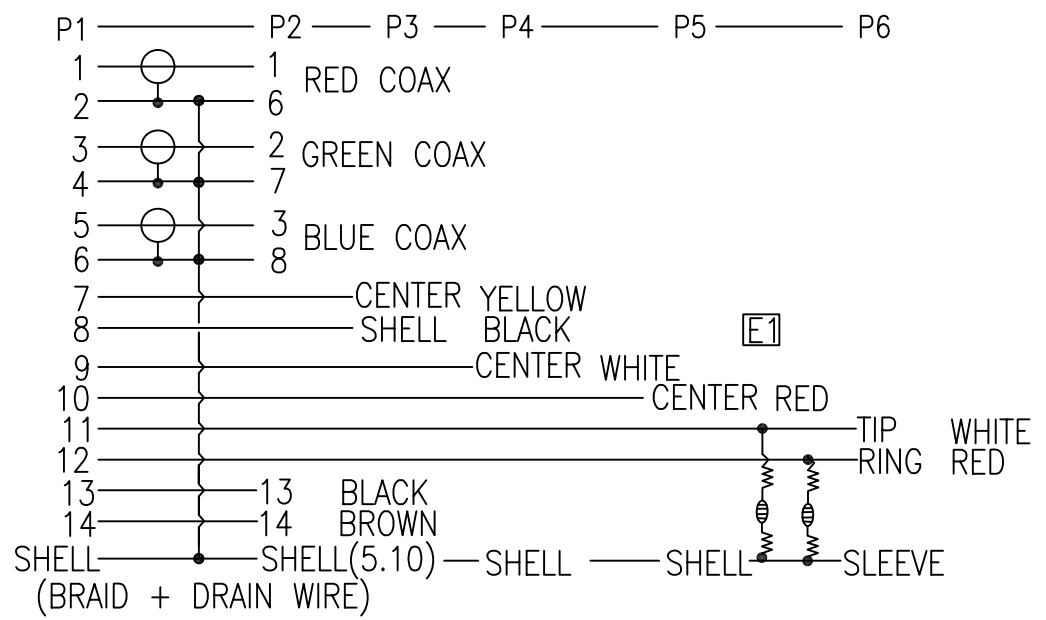 P1 P2 P3 P4 P5 P6
1 1 RED COAX
2 6
3 2 GREEN COAX
4 7
5 3 BLUE COAX
6 8
7 CENTER YELLOW
8 SHELL BLACK E1
9 CENTER WHITE
10 CENTER RED
11 TIP WHITE
12 RING RED
13 13 BLACK
14 14 BROWN
SHELL SHELL(5.10) SHELL SHELL SLEEVE
(BRAID + DRAIN WIRE)